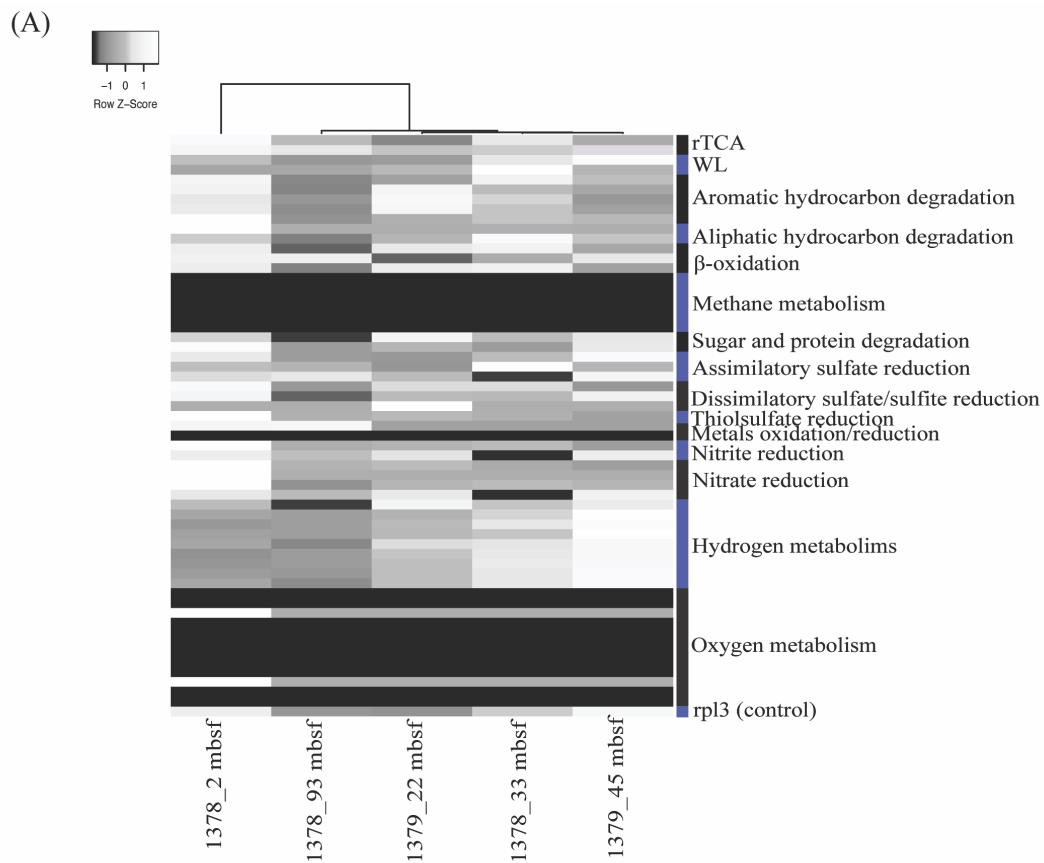 (A)
−1 0 1
Row Z−Score
rTCA
WL
Aromatic hydrocarbon degradation
Aliphatic hydrocarbon degradation
β-oxidation
Methane metabolism
Sugar and protein degradation
Assimilatory sulfate reduction
Dissimilatory sulfate/sulfite reduction
Thiolsulfate reduction
Metals oxidation/reduction
Nitrite reduction
Nitrate reduction
Hydrogen metabolims
Oxygen metabolism
rpl3 (control)
1378_2 mbsf
1378_93 mbsf
1379_22 mbsf
1378_33 mbsf
1379_45 mbsf